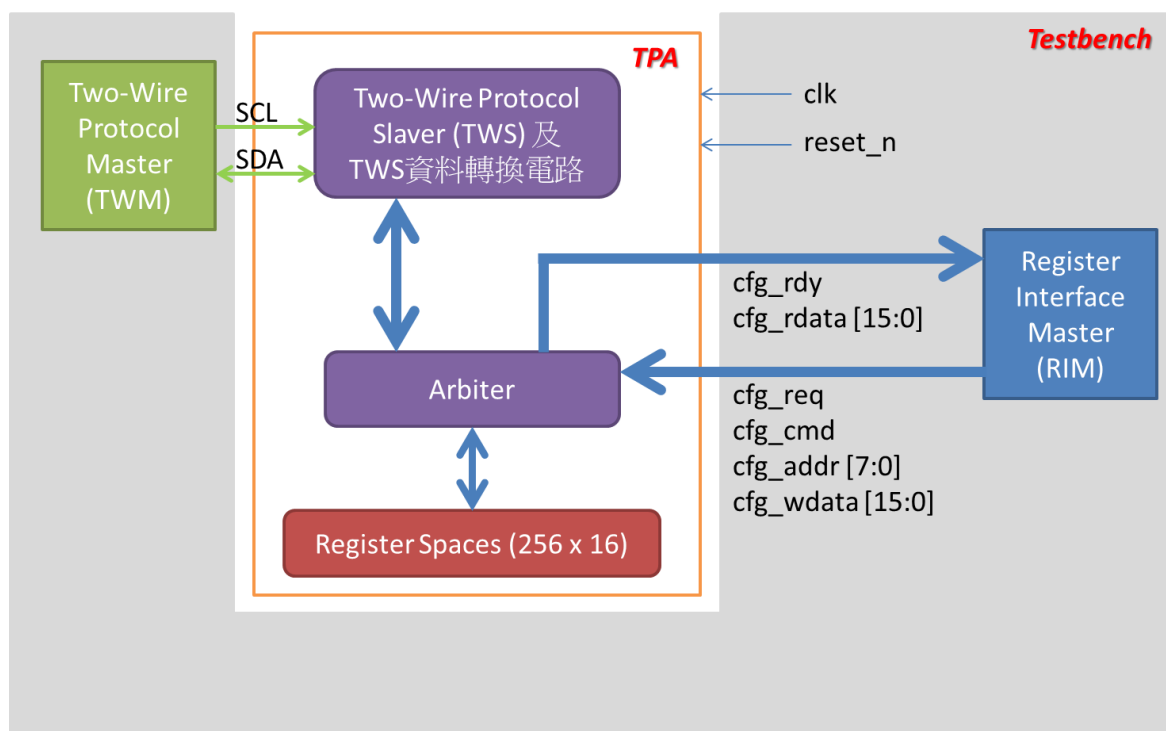 Testbench
TPA
Two-Wire
Protocol
Master
(TWM)
SCL
SDA
Two-Wire Protocol
Slaver (TWS) 及
TWS資料轉換電路
clk
reset_n
cfg_rdy
cfg_rdata [15:0]
Register
Interface
Master
(RIM)
Arbiter
cfg_req
cfg_cmd
cfg_addr [7:0]
cfg_wdata [15:0]
Register Spaces (256 x 16)